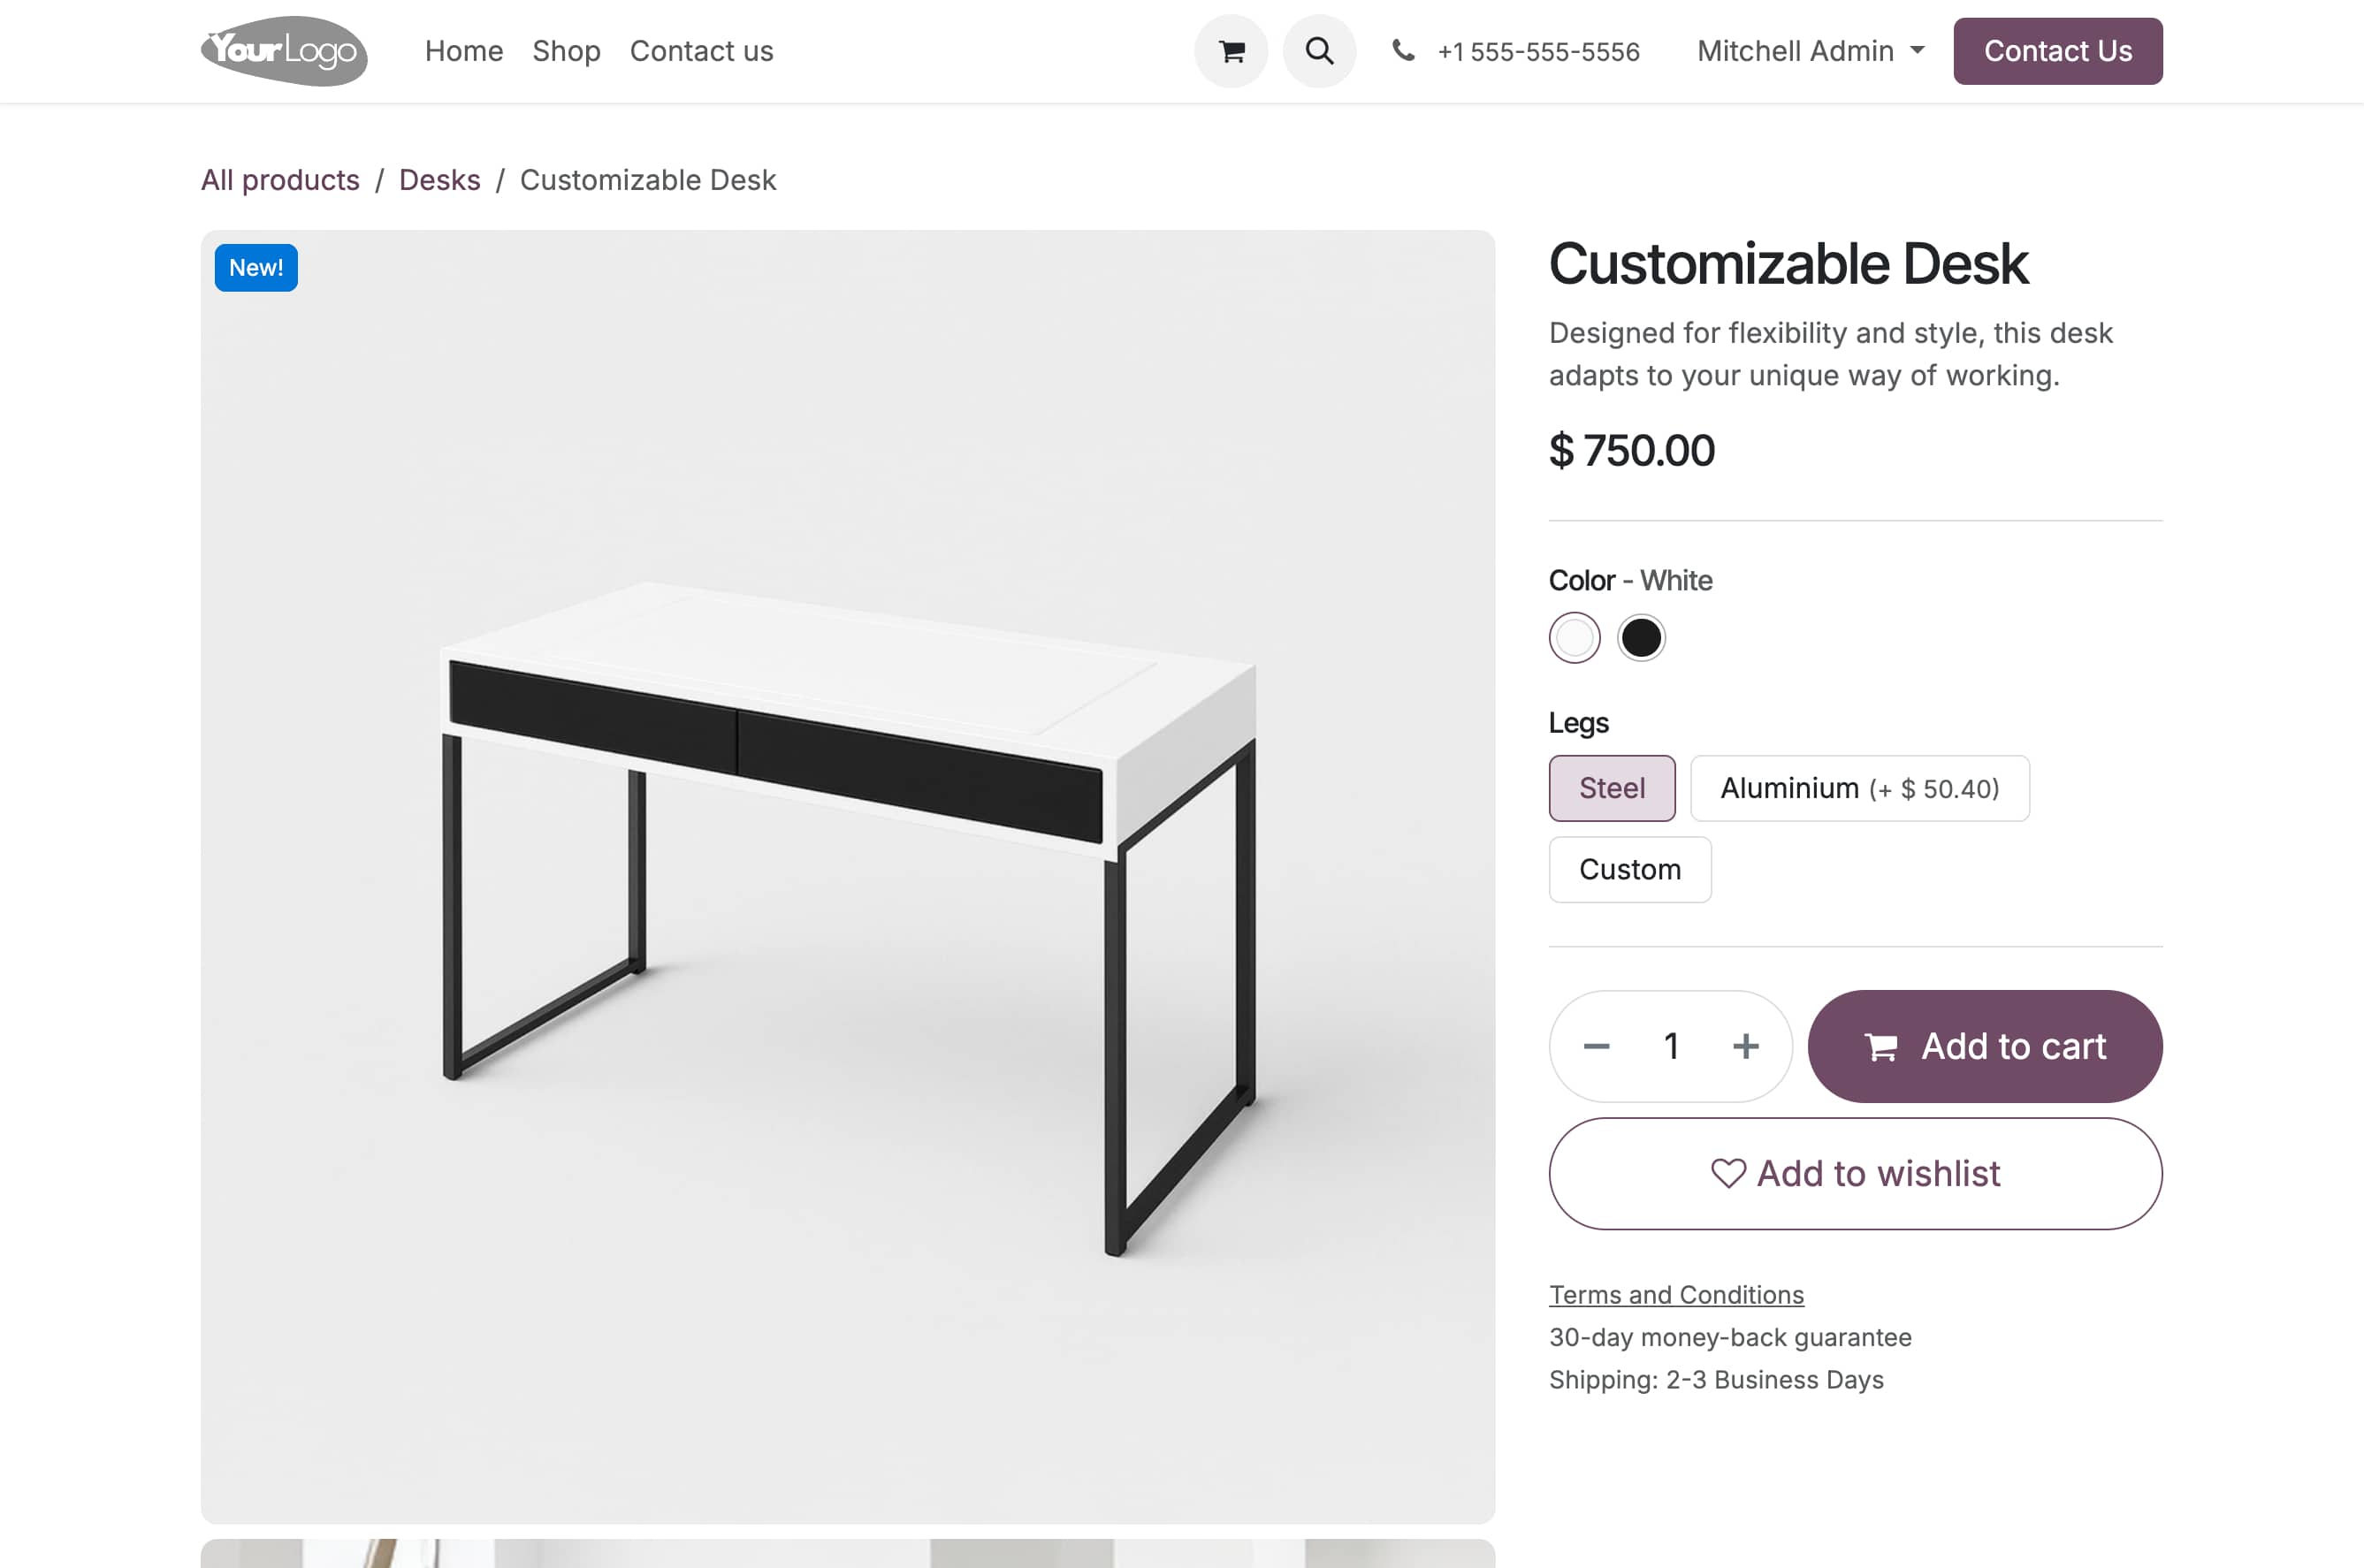 YourLogo
Home Shop Contact us
+1 555-555-5556
Mitchell Admin
Contact Us
All products / Desks / Customizable Desk
New!
Customizable Desk
Designed for flexibility and style, this desk
adapts to your unique way of working.
$ 750.00
Color - White
Legs
Steel
Aluminium (+ $ 50.40)
Custom
1
Add to cart
Add to wishlist
Terms and Conditions
30-day money-back guarantee
Shipping: 2-3 Business Days